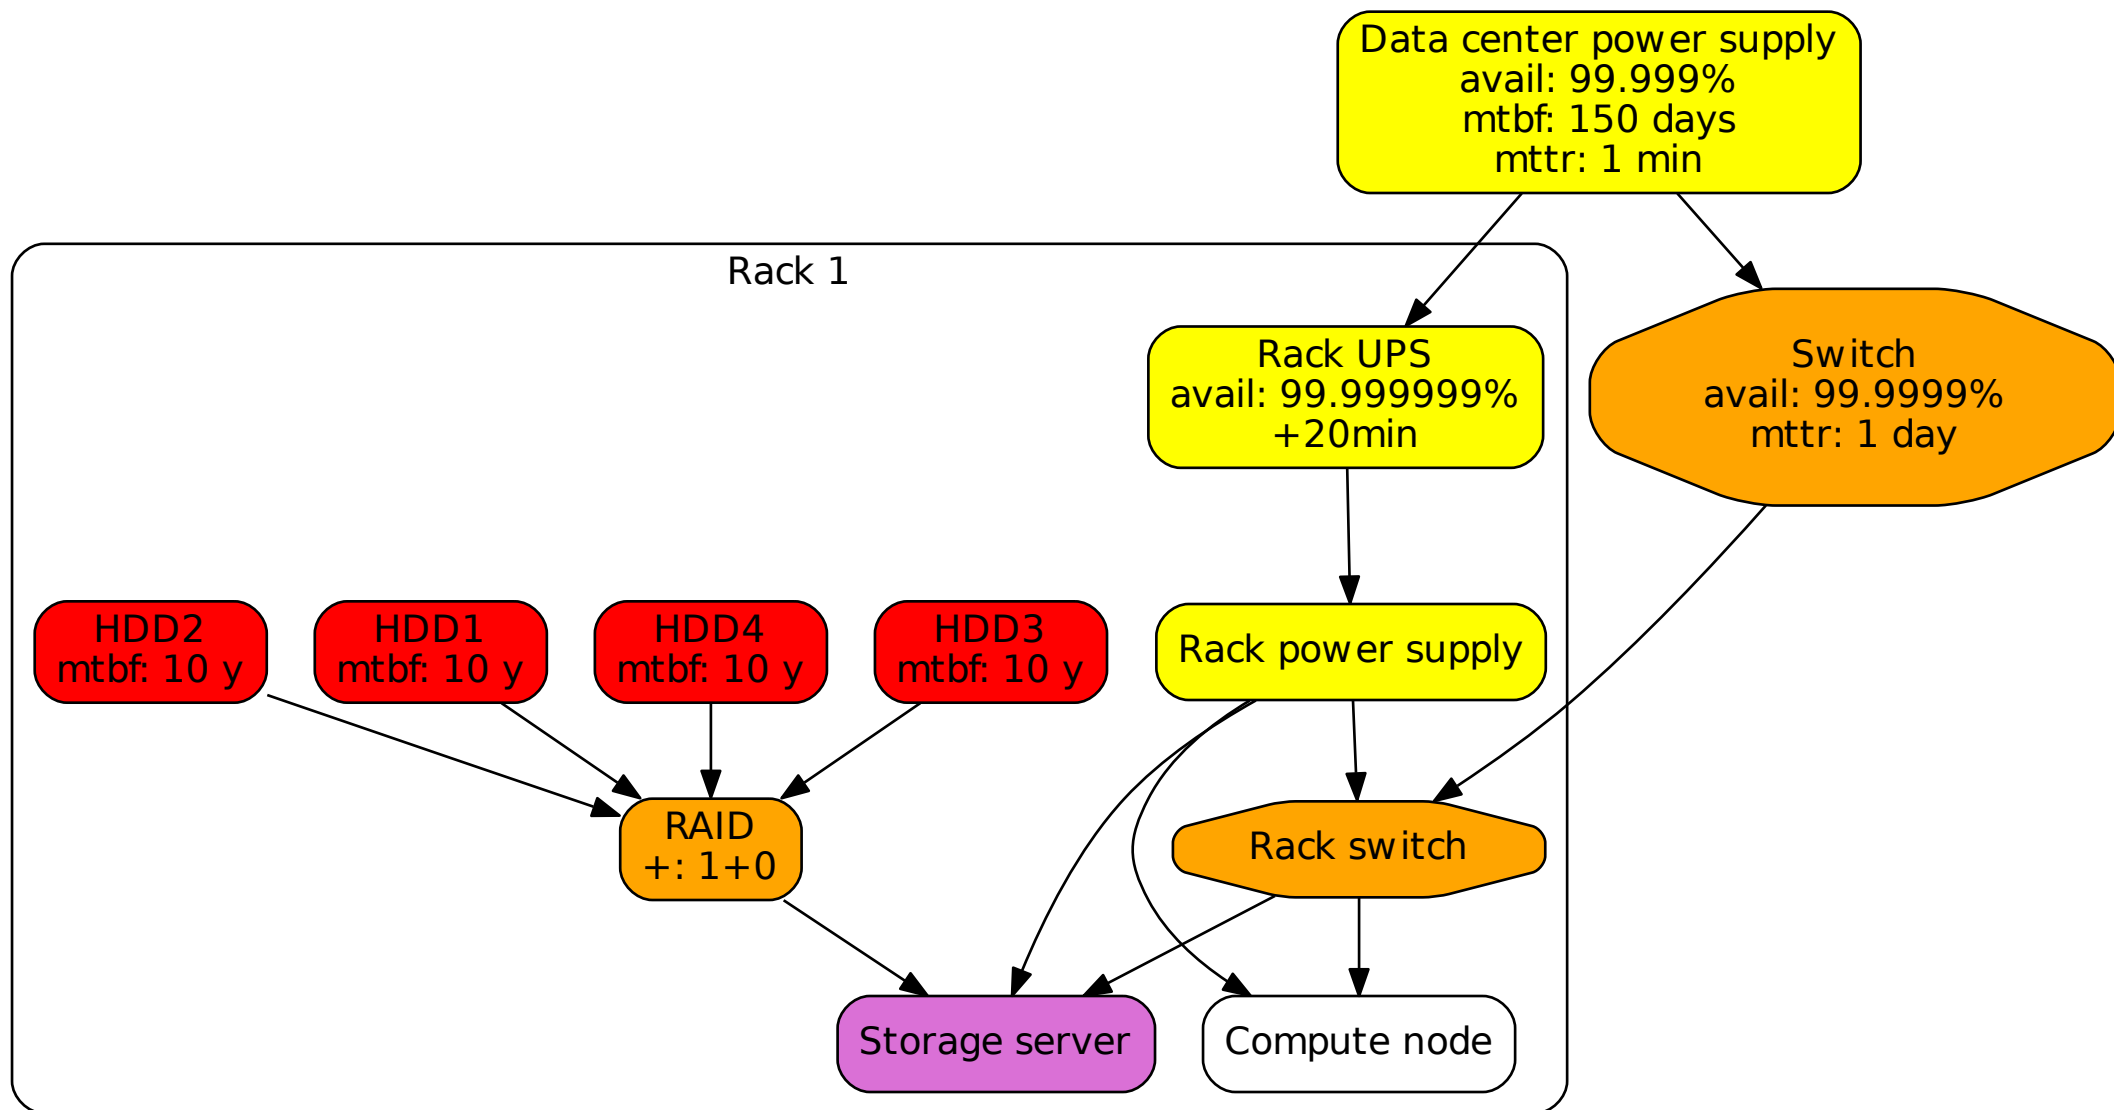 Data center power supply
avail: 99.999%
mtbf: 150 days
mttr: 1 min
Rack 1
Rack UPS
avail: 99.999999%
+20min
Switch
avail: 99.9999%
mttr: 1 day
HDD2
mtbf: 10 y
HDD1
mtbf: 10 y
HDD4
mtbf: 10 y
HDD3
mtbf: 10 y
Rack power supply
RAID
+: 1+0
Rack switch
Storage server
Compute node